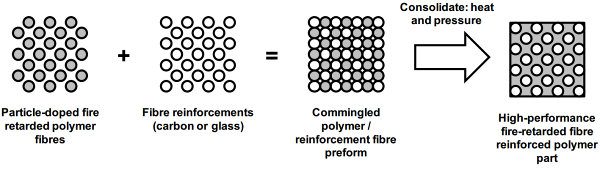 Consolidate: heat
and pressure
+
=
Particle-doped fire
retarded polymer
fibres
Fibre reinforcements
(carbon or glass)
Commingled
polymer /
reinforcement fibre
preform
High-performance
fire-retarded fibre
reinforced polymer
part